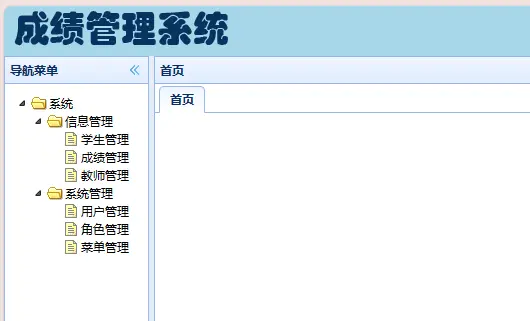 成绩管理系统
导航菜单
首页
首页
系统
信息管理
学生管理
成绩管理
教师管理
系统管理
用户管理
角色管理
菜单管理